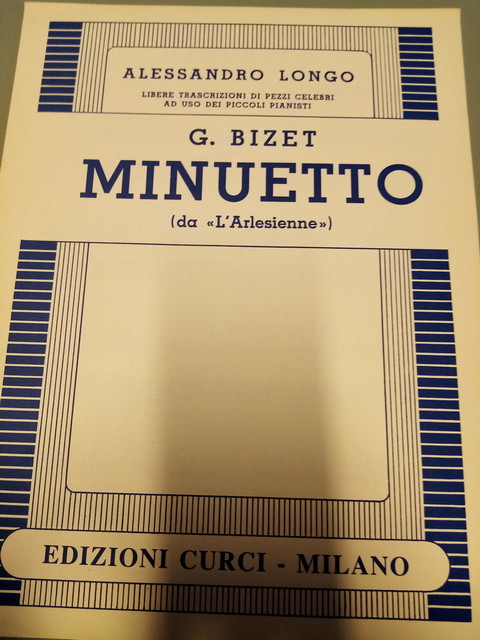 ALESSANDRO LONGO
LIBERE TRASCRIZIONI DI PEZZI CELEBRI
AD USO DEI PICCOLI PIANISTI
G. BIZET
MINUETTO
(da «L'Arlesienne»)
EDIZIONI CURCI - MILANO